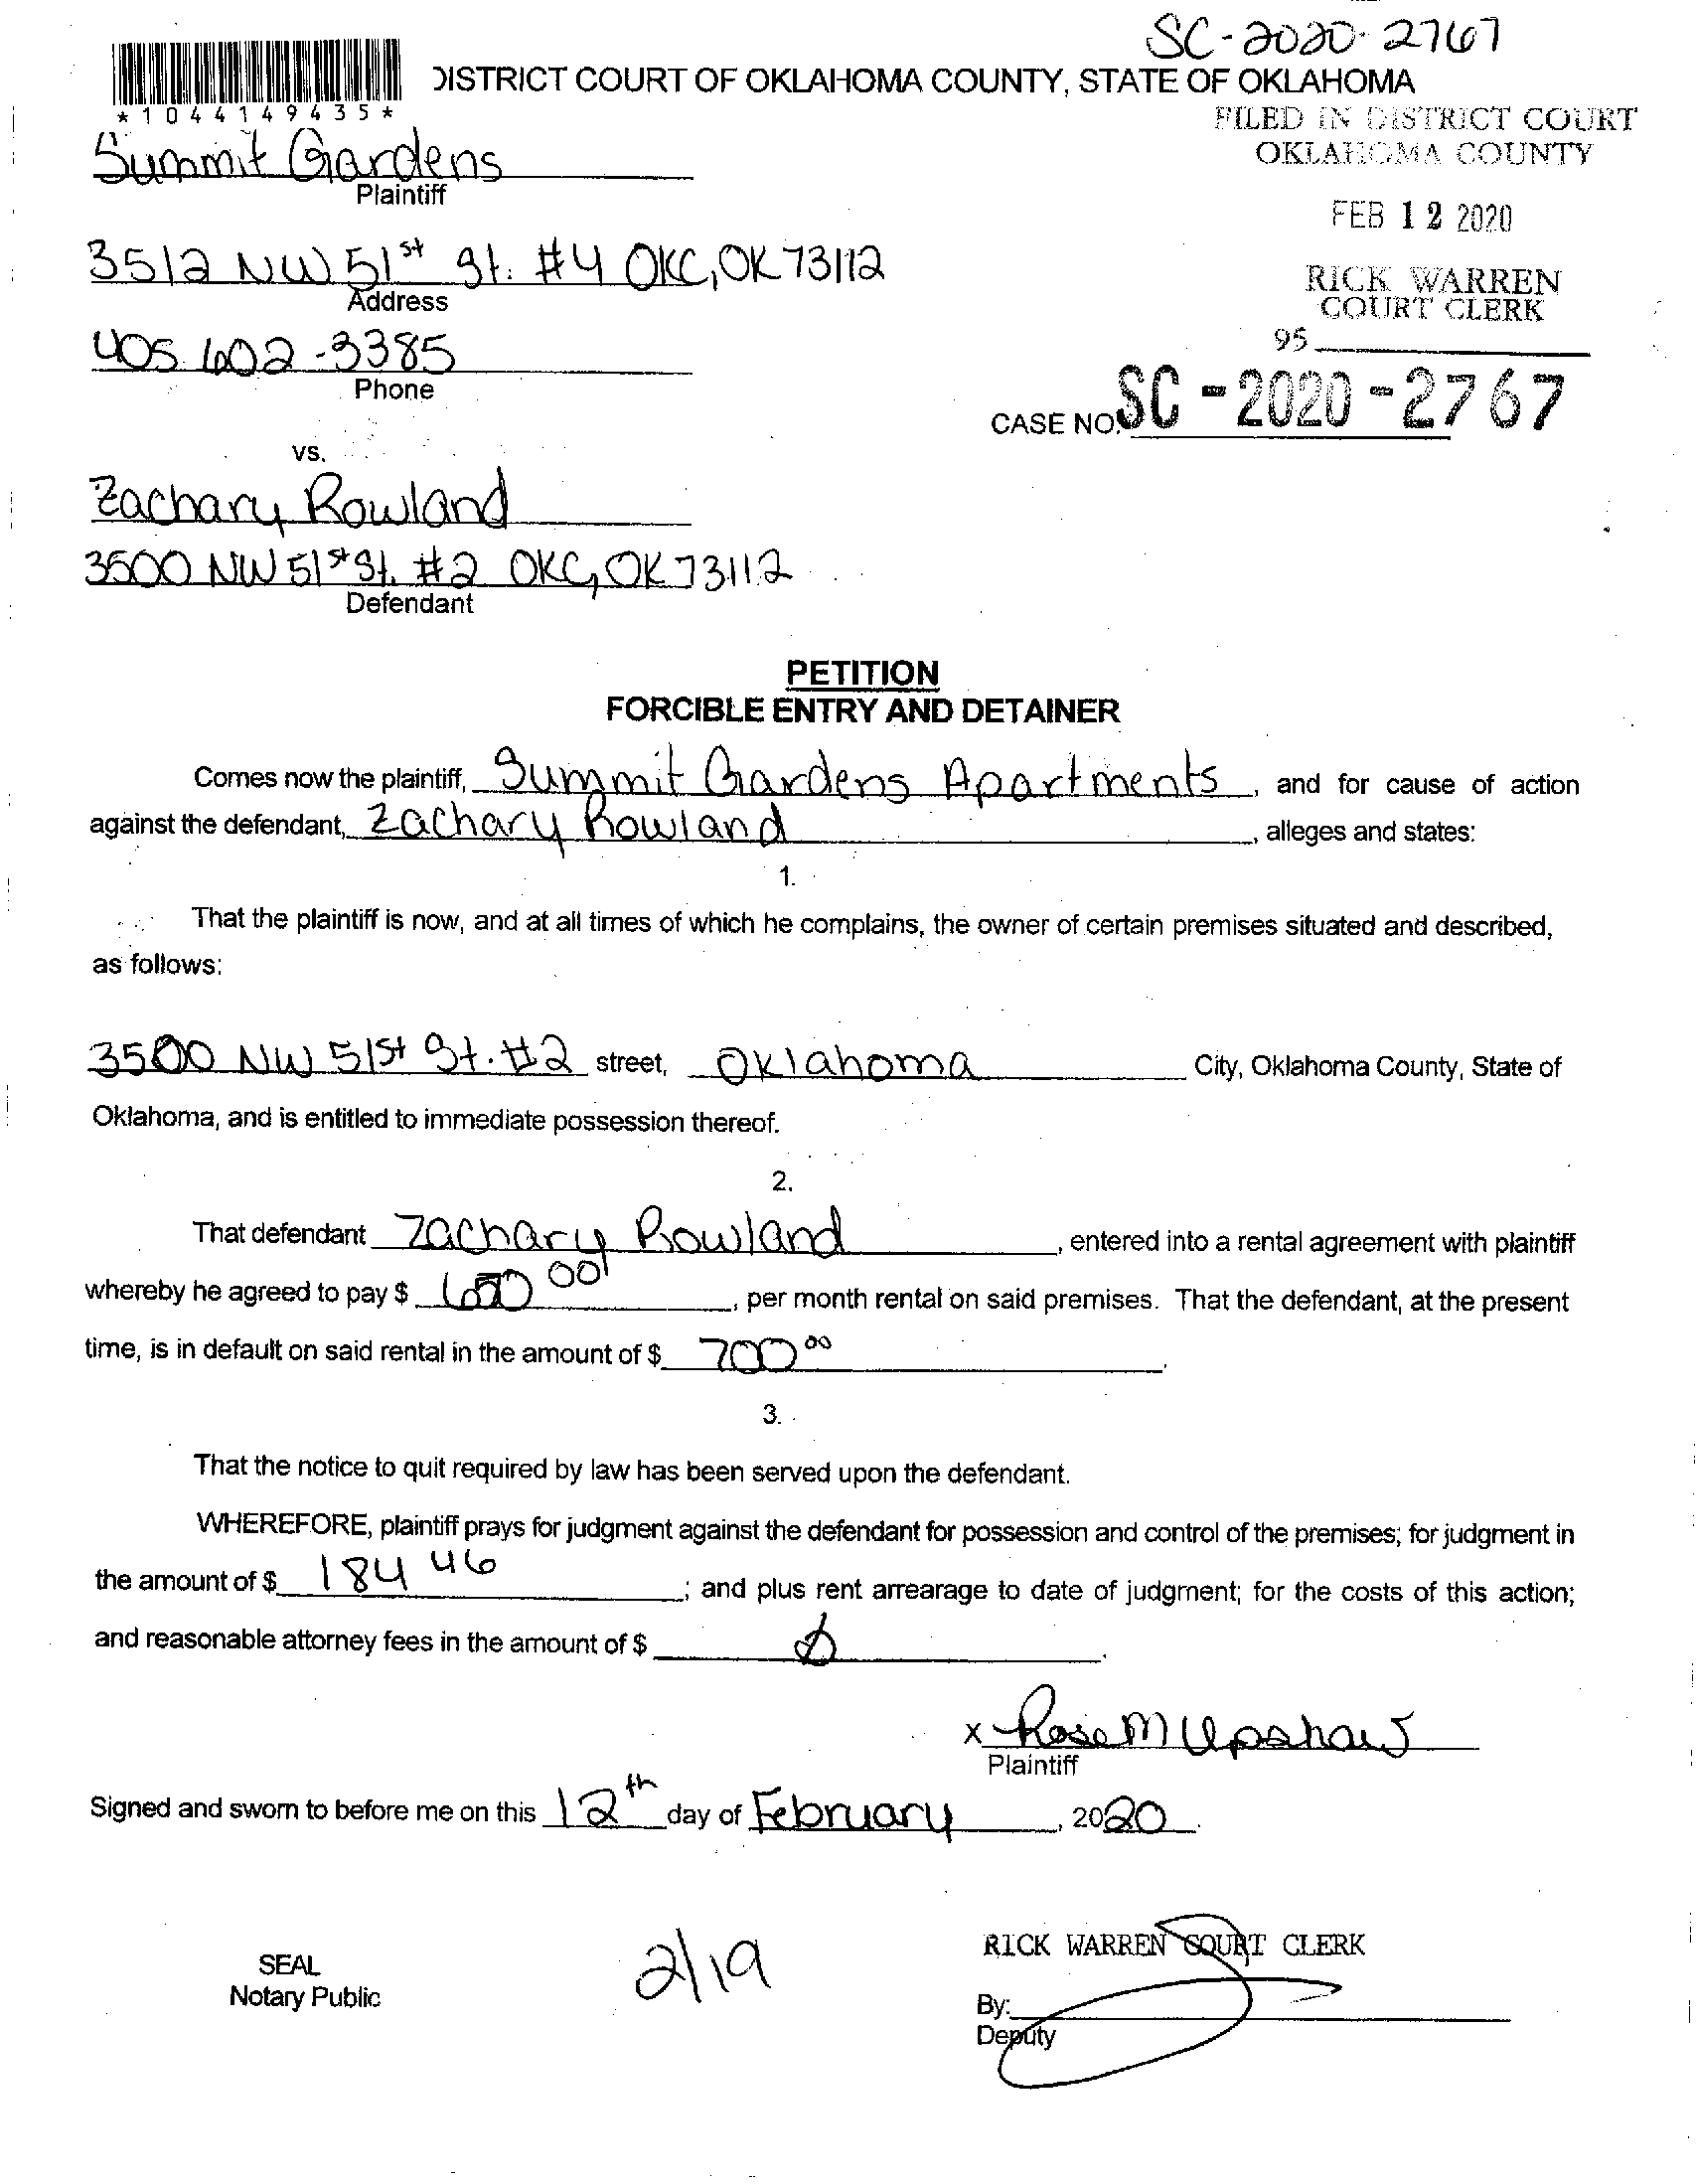 SC-2020-2767
DISTRICT COURT OF OKLAHOMA COUNTY, STATE OF OKLAHOMA
*1044149435*
FILED IN DISTRICT COURT
OKLAHOMA COUNTY
Summit Gardens
Plaintiff
FEB 12 2020
3512 NW 51st St. #4 OKC, OK 73112
Address
RICK WARREN
COURT CLERK
405 602-3385
95
Phone
CASE NO. SC-2020-2767
vs.
Zachary Rowland
3500 NW 51st St. #2 OKC, OK 73112
Defendant
PETITION
FORCIBLE ENTRY AND DETAINER
Comes now the plaintiff, Summit Gardens Apartments, and for cause of action
against the defendant, Zachary Rowland, alleges and states:
1.
That the plaintiff is now, and at all times of which he complains, the owner of certain premises situated and described,
as follows:
3500 NW 51st St. #2 street, Oklahoma City, Oklahoma County, State of
Oklahoma, and is entitled to immediate possession thereof.
2.
That defendant Zachary Rowland, entered into a rental agreement with plaintiff
whereby he agreed to pay $ , per month rental on said premises. That the defendant, at the present
time, is in default on said rental in the amount of $ 700 00.
3.
That the notice to quit required by law has been served upon the defendant.
WHEREFORE, plaintiff prays for judgment against the defendant for possession and control of the premises; for judgment in
the amount of $ 184 46; and plus rent arrearage to date of judgment; for the costs of this action;
and reasonable attorney fees in the amount of $
x Rose M Upshaw
Plaintiff
Signed and sworn to before me on this 12th day of February, 2020.
RICK WARREN COURT CLERK
SEAL
2/19
Notary Public
By:
Deputy